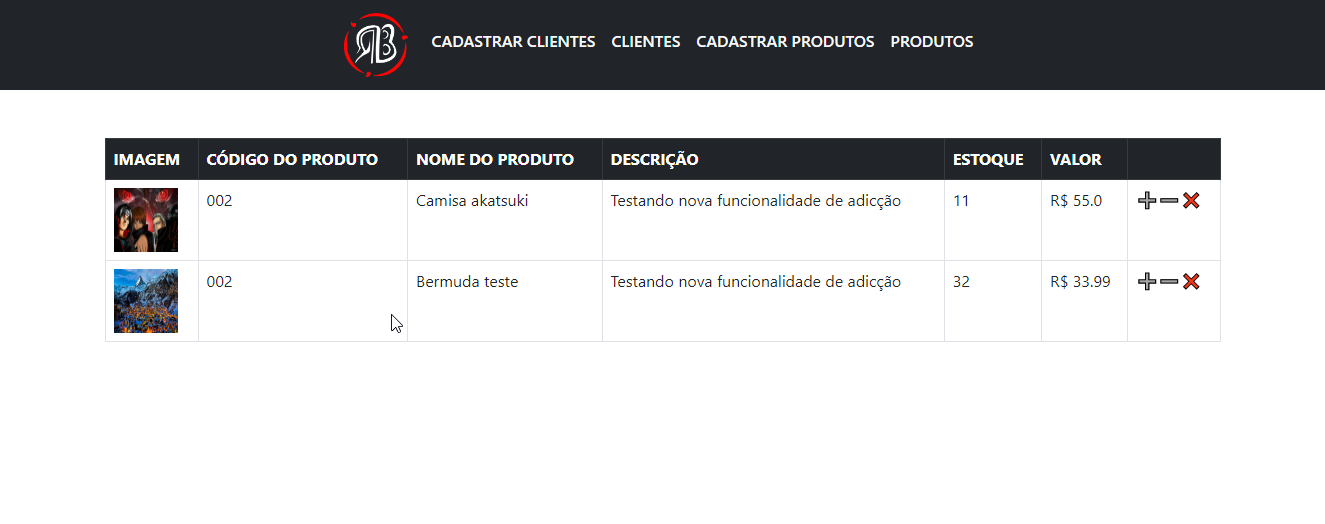 RB CADASTRAR CLIENTES CLIENTES CADASTRAR PRODUTOS PRODUTOS
IMAGEM CÓDIGO DO PRODUTO NOME DO PRODUTO DESCRIÇÃO ESTOQUE VALOR
002 Camisa akatsuki Testando nova funcionalidade de adicção 11 R$ 55.0
002 Bermuda teste Testando nova funcionalidade de adicção 32 R$ 33.99